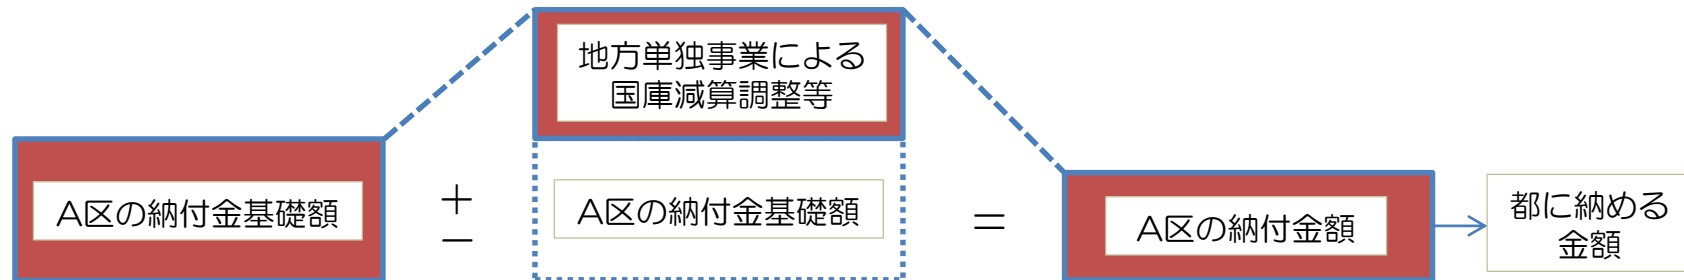 地方単独事業による
国庫減算調整等
A区の納付金基礎額
＋
－
A区の納付金基礎額
＝
A区の納付金額
都に納める
金額